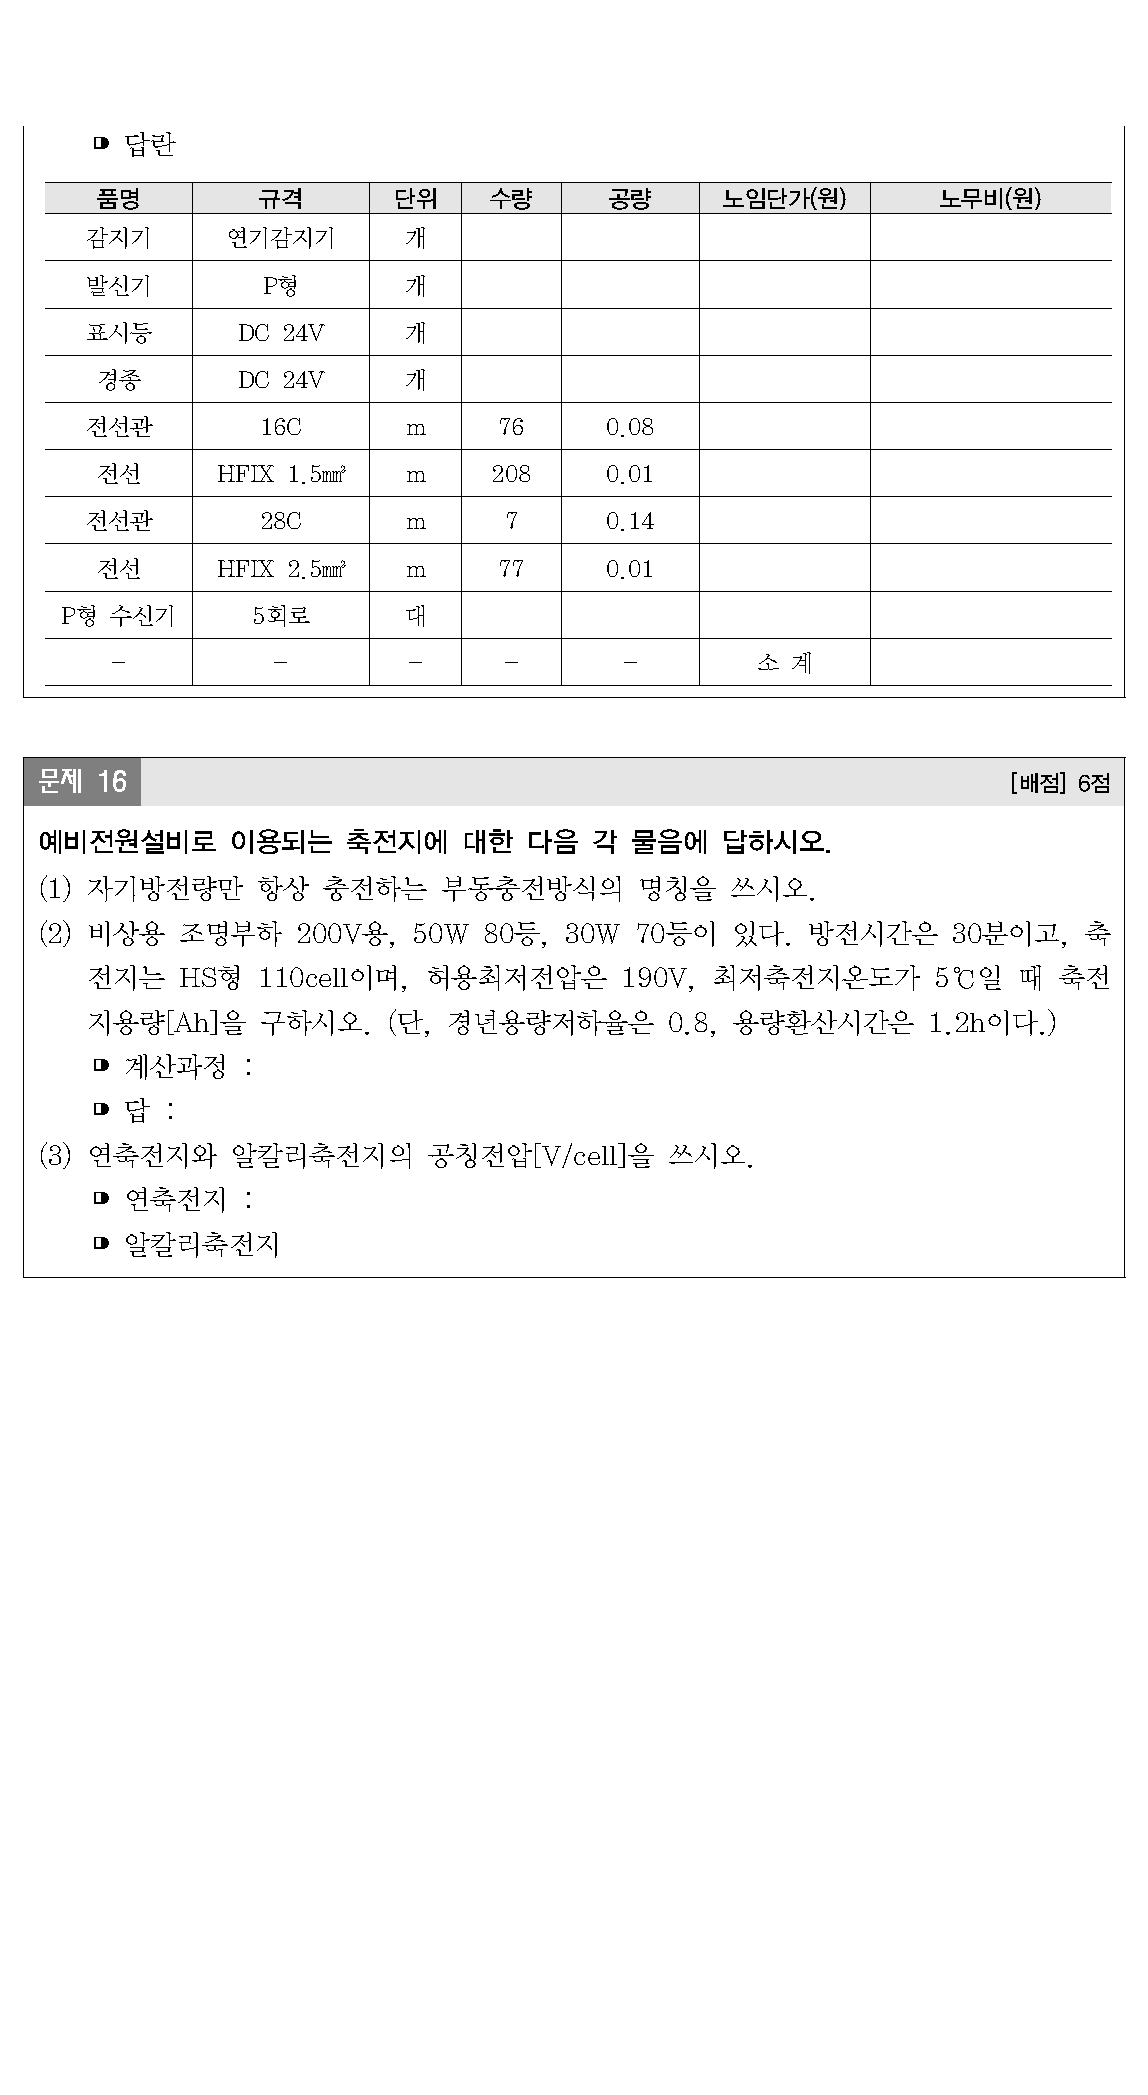 ◗ 답란
품명 규격 단위 수량 공량 노임단가(원) 노무비(원)
감지기 연기감지기 개
발신기 P형 개
표시등 DC 24V 개
경종 DC 24V 개
전선관 16C m 76 0.08
전선 HFIX 1.5㎟ m 208 0.01
전선관 28C m 7 0.14
전선 HFIX 2.5㎟ m 77 0.01
P형 수신기 5회로 대
- - - - - 소 계
문제 16 [배점] 6점
예비전원설비로 이용되는 축전지에 대한 다음 각 물음에 답하시오.
(1) 자기방전량만 항상 충전하는 부동충전방식의 명칭을 쓰시오.
(2) 비상용 조명부하 200V용, 50W 80등, 30W 70등이 있다. 방전시간은 30분이고, 축
전지는 HS형 110cell이며, 허용최저전압은 190V, 최저축전지온도가 5℃일 때 축전
지용량[Ah]을 구하시오. (단, 경년용량저하율은 0.8, 용량환산시간은 1.2h이다.)
◗ 계산과정 :
◗ 답 :
(3) 연축전지와 알칼리축전지의 공칭전압[V/cell]을 쓰시오.
◗ 연축전지 :
◗ 알칼리축전지